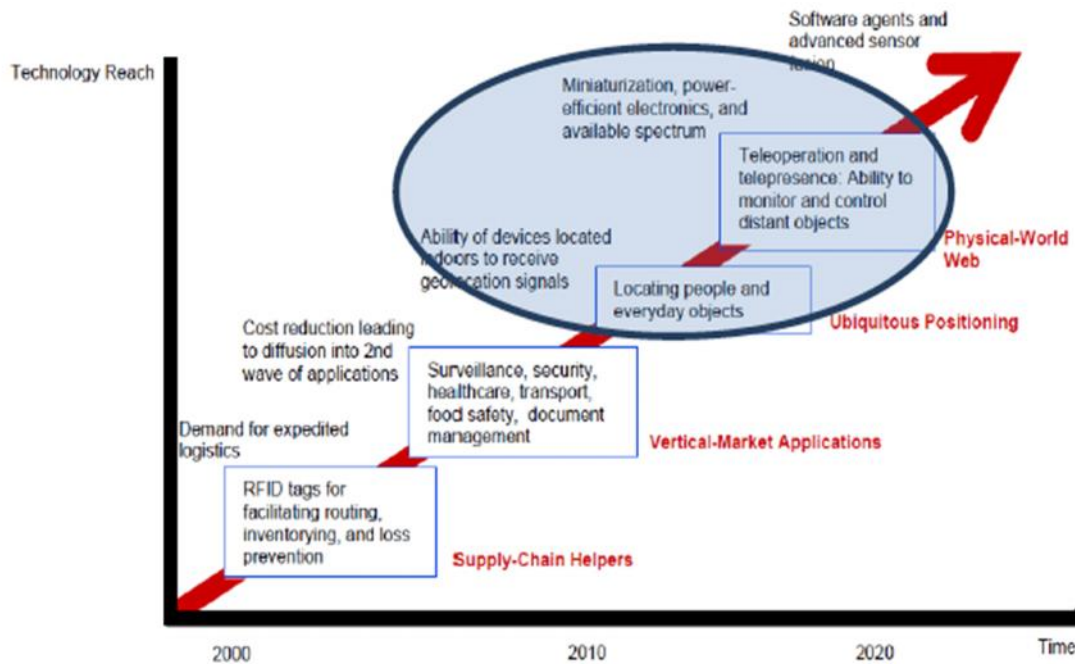 Software agents and
advanced sensor
fusion
Technology Reach
Miniaturization, power-
efficient electronics, and
available spectrum
Teleoperation and
telepresence: Ability to
monitor and control
distant objects
Physical-World
Web
Ability of devices located
indoors to receive
geolocation signals
Locating people and
everyday objects
Ubiquitous Positioning
Cost reduction leading
to diffusion into 2nd
wave of applications
Surveillance, security,
healthcare, transport,
food safety, document
management
Vertical-Market Applications
Demand for expedited
logistics
RFID tags for
facilitating routing,
inventorying, and loss
prevention
Supply-Chain Helpers
2000
2010
2020
Time